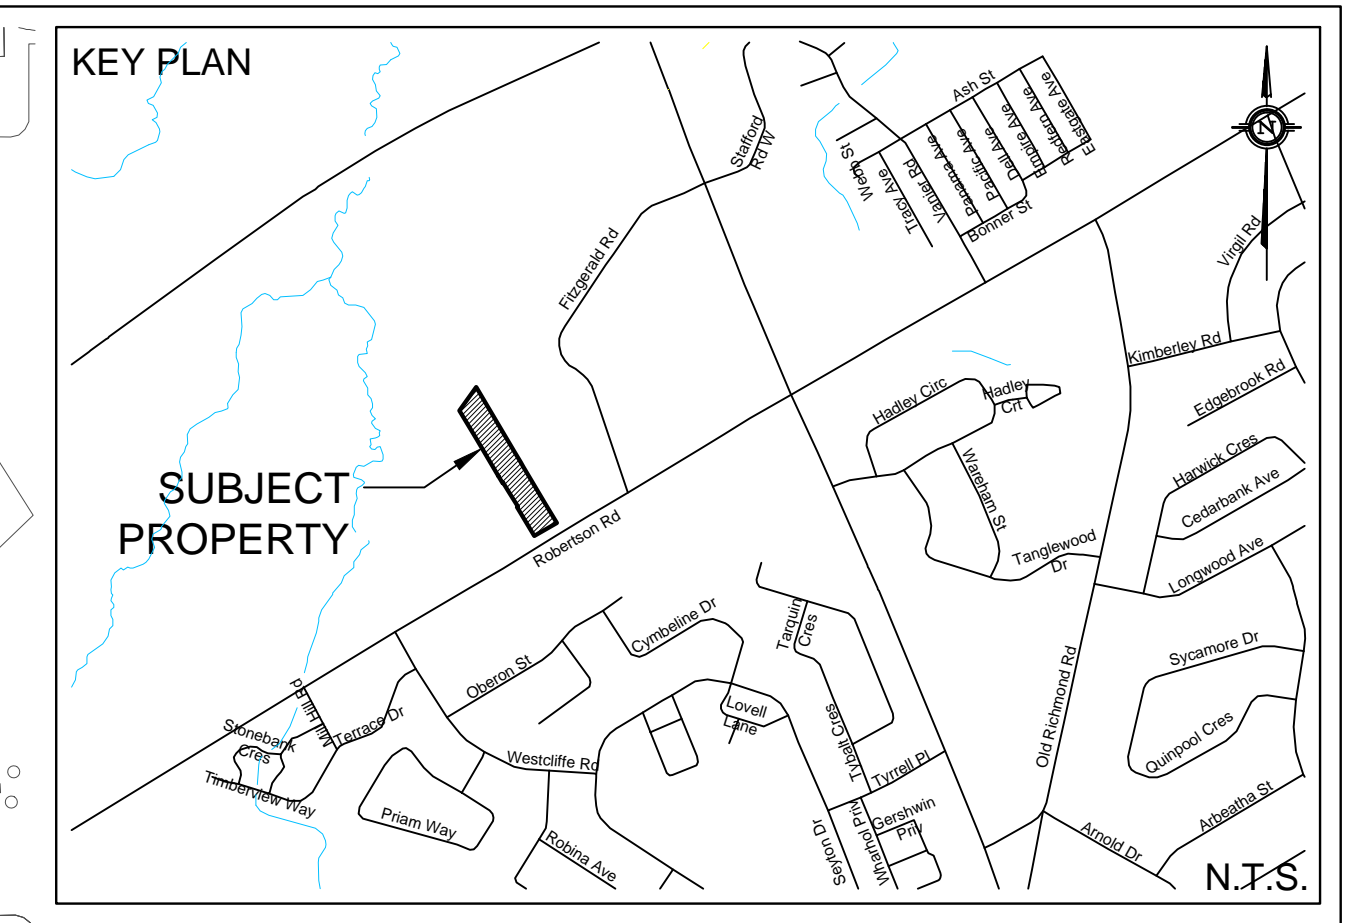 KEY PLAN
N
Stafford
Rd W
Ash St
Webb St
Tracy Ave
Vanier Rd
Panama Ave
Pacific Ave
Dell Ave
Empire Ave
Redfern Ave
Eastgate Ave
Bonner St
Fitzgerald Rd
Virgil Rd
Kimberley Rd
Edgebrook Rd
Hadley Circ
Hadley
Crt
Wareham St
Harwick Cres
Cedarbank Ave
Longwood Ave
Tanglewood
Dr
SUBJECT
PROPERTY
Robertson Rd
Tarquin
Cres
Cymbeline Dr
Oberon St
Sycamore Dr
Old Richmond Rd
Quinpool Cres
Mill Hill Rd
Terrace Dr
Stonebank
Cres
Timberview Way
Lovell
Lane
Tybalt Cres
Westcliffe Rd
Tyrrell Pl
Priam Way
Robina Ave
Seyton Dr
Wharhol Priv
Gershwin
Priv
Arnold Dr
Arbeatha St
N.T.S.